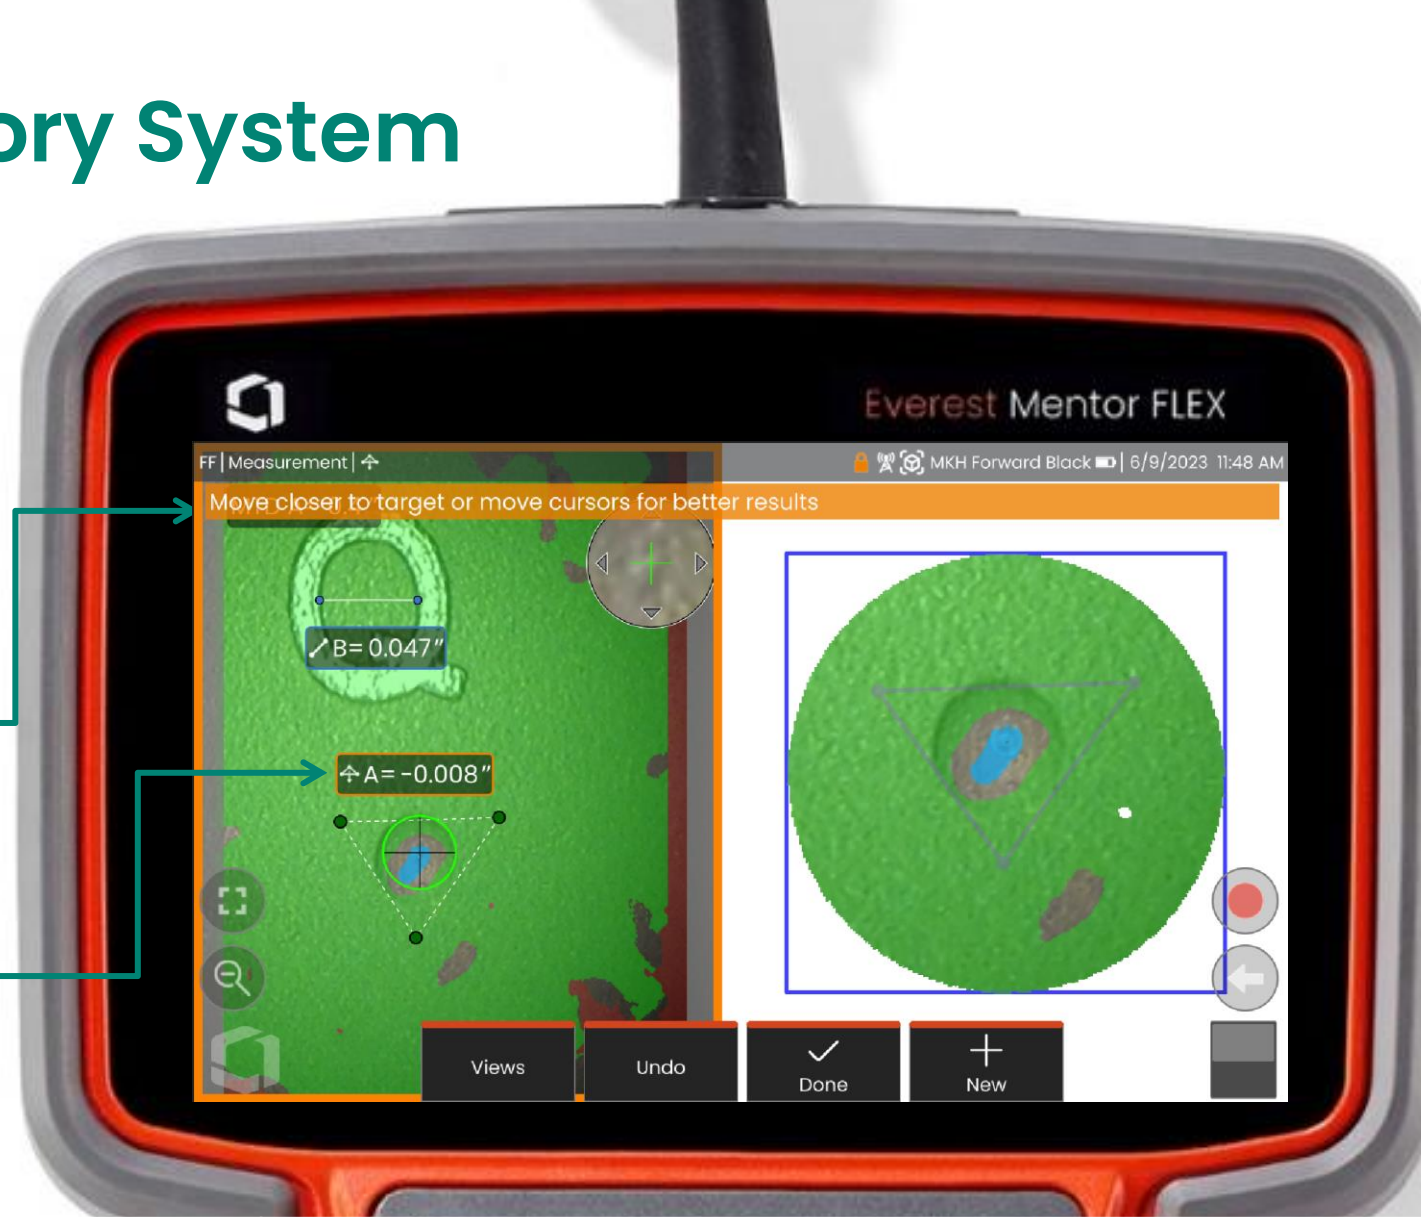 ory System
Everest Mentor FLEX
FF | Measurement |
MKH Forward Black | 6/9/2023 11:48 AM
Move closer to target or move cursors for better results
Q
B= 0.047"
A= -0.008"
Views
Undo
Done
New